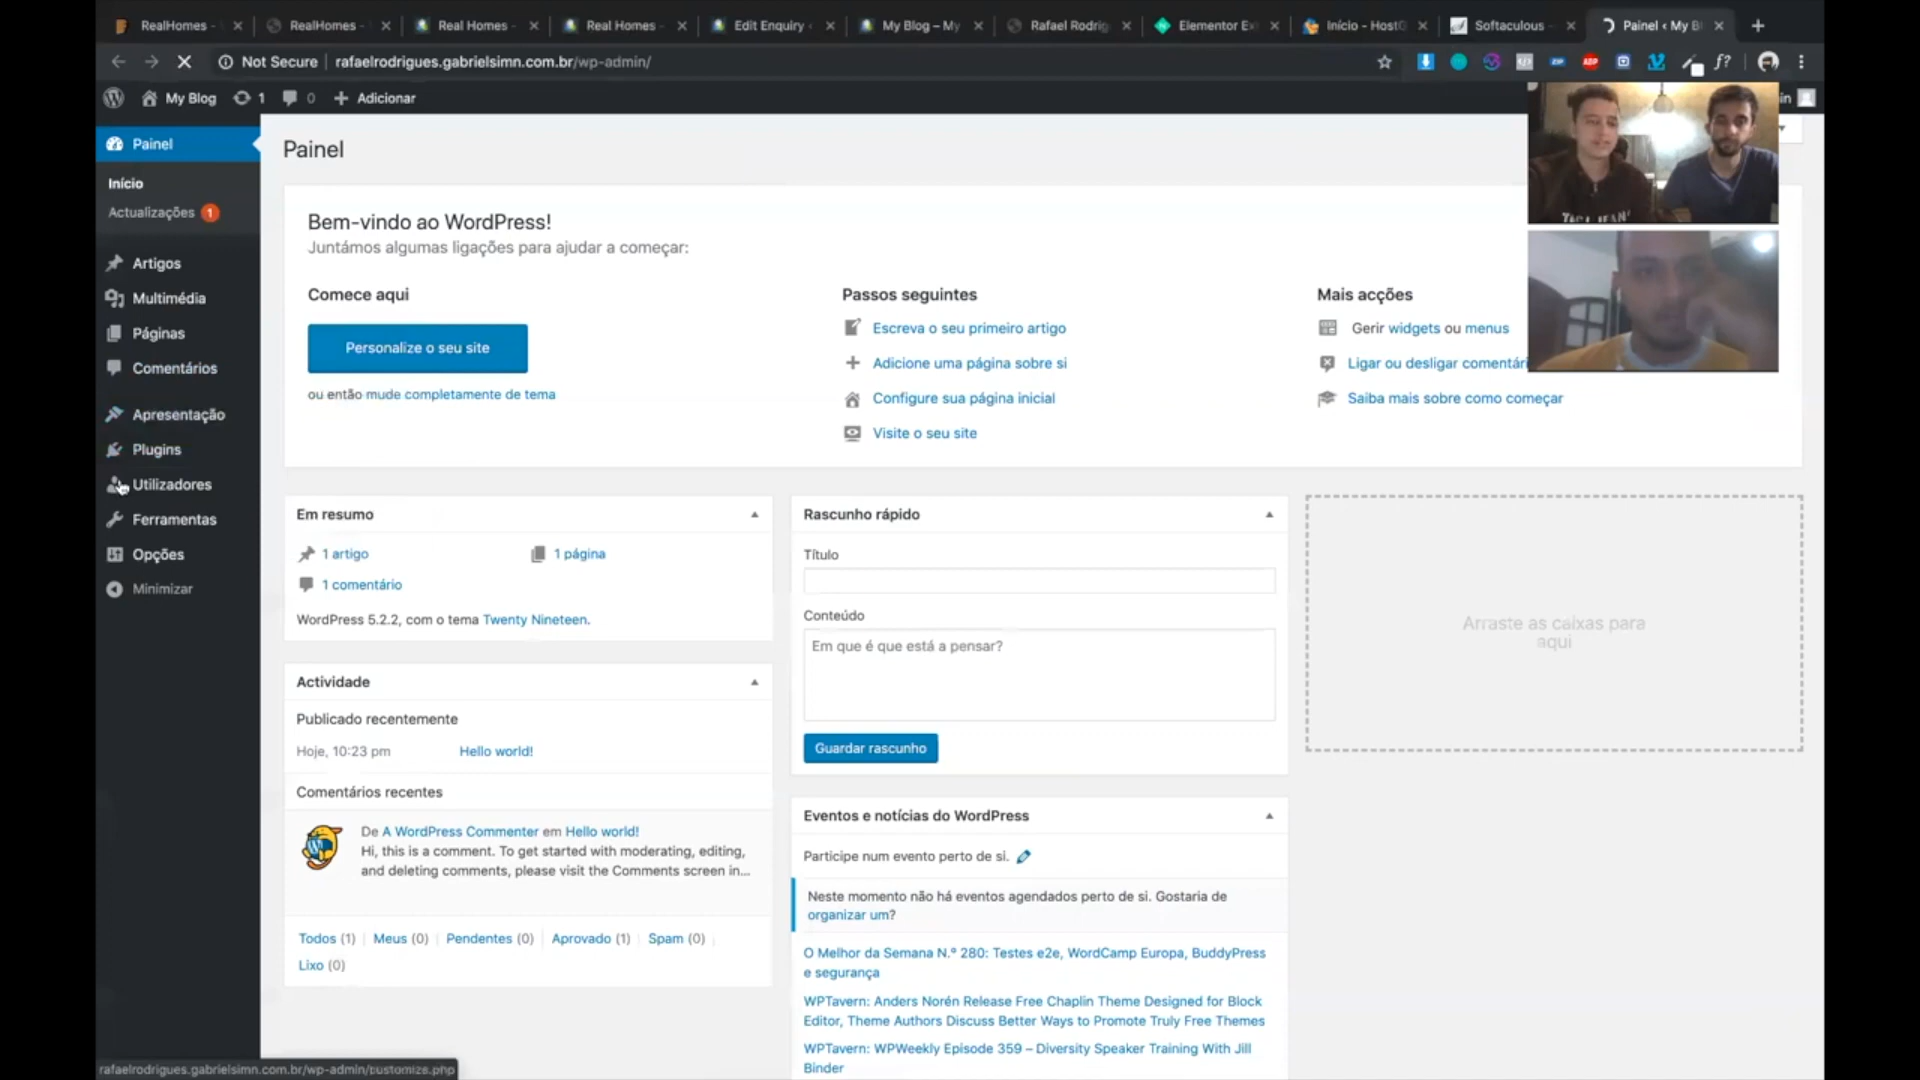 RealHomes -
RealHomes -
Real Homes -
Real Homes -
Edit Enquiry ‹
My Blog – My
Rafael Rodrig
Elementor Ex
Início - HostG
Softaculous -
Painel ‹ My B
Not Secure
rafaelrodrigues.gabrielsimn.com.br/wp-admin/
My Blog
1
0
Adicionar
in
Painel
Início
Actualizações 1
Artigos
Multimédia
Páginas
Comentários
Apresentação
Plugins
Utilizadores
Ferramentas
Opções
Minimizar
Painel
Bem-vindo ao WordPress!
Juntámos algumas ligações para ajudar a começar:
Comece aqui
Personalize o seu site
ou então mude completamente de tema
Passos seguintes
Escreva o seu primeiro artigo
Adicione uma página sobre si
Configure sua página inicial
Visite o seu site
Mais acções
Gerir widgets ou menus
Ligar ou desligar comentári
Saiba mais sobre como começar
Em resumo
1 artigo
1 página
1 comentário
WordPress 5.2.2, com o tema Twenty Nineteen.
Actividade
Publicado recentemente
Hoje, 10:23 pm
Hello world!
Comentários recentes
De A WordPress Commenter em Hello world!
Hi, this is a comment. To get started with moderating, editing,
and deleting comments, please visit the Comments screen in...
Todos (1) | Meus (0) | Pendentes (0) | Aprovado (1) | Spam (0) |
Lixo (0)
Rascunho rápido
Título
Conteúdo
Em que é que está a pensar?
Guardar rascunho
Eventos e notícias do WordPress
Participe num evento perto de si.
Neste momento não há eventos agendados perto de si. Gostaria de
organizar um?
O Melhor da Semana N.º 280: Testes e2e, WordCamp Europa, BuddyPress
e segurança
WPTavern: Anders Norén Release Free Chaplin Theme Designed for Block
Editor, Theme Authors Discuss Better Ways to Promote Truly Free Themes
WPTavern: WPWeekly Episode 359 – Diversity Speaker Training With Jill
Binder
Arraste as caixas para
aqui
rafaelrodrigues.gabrielsimn.com.br/wp-admin/customize.php